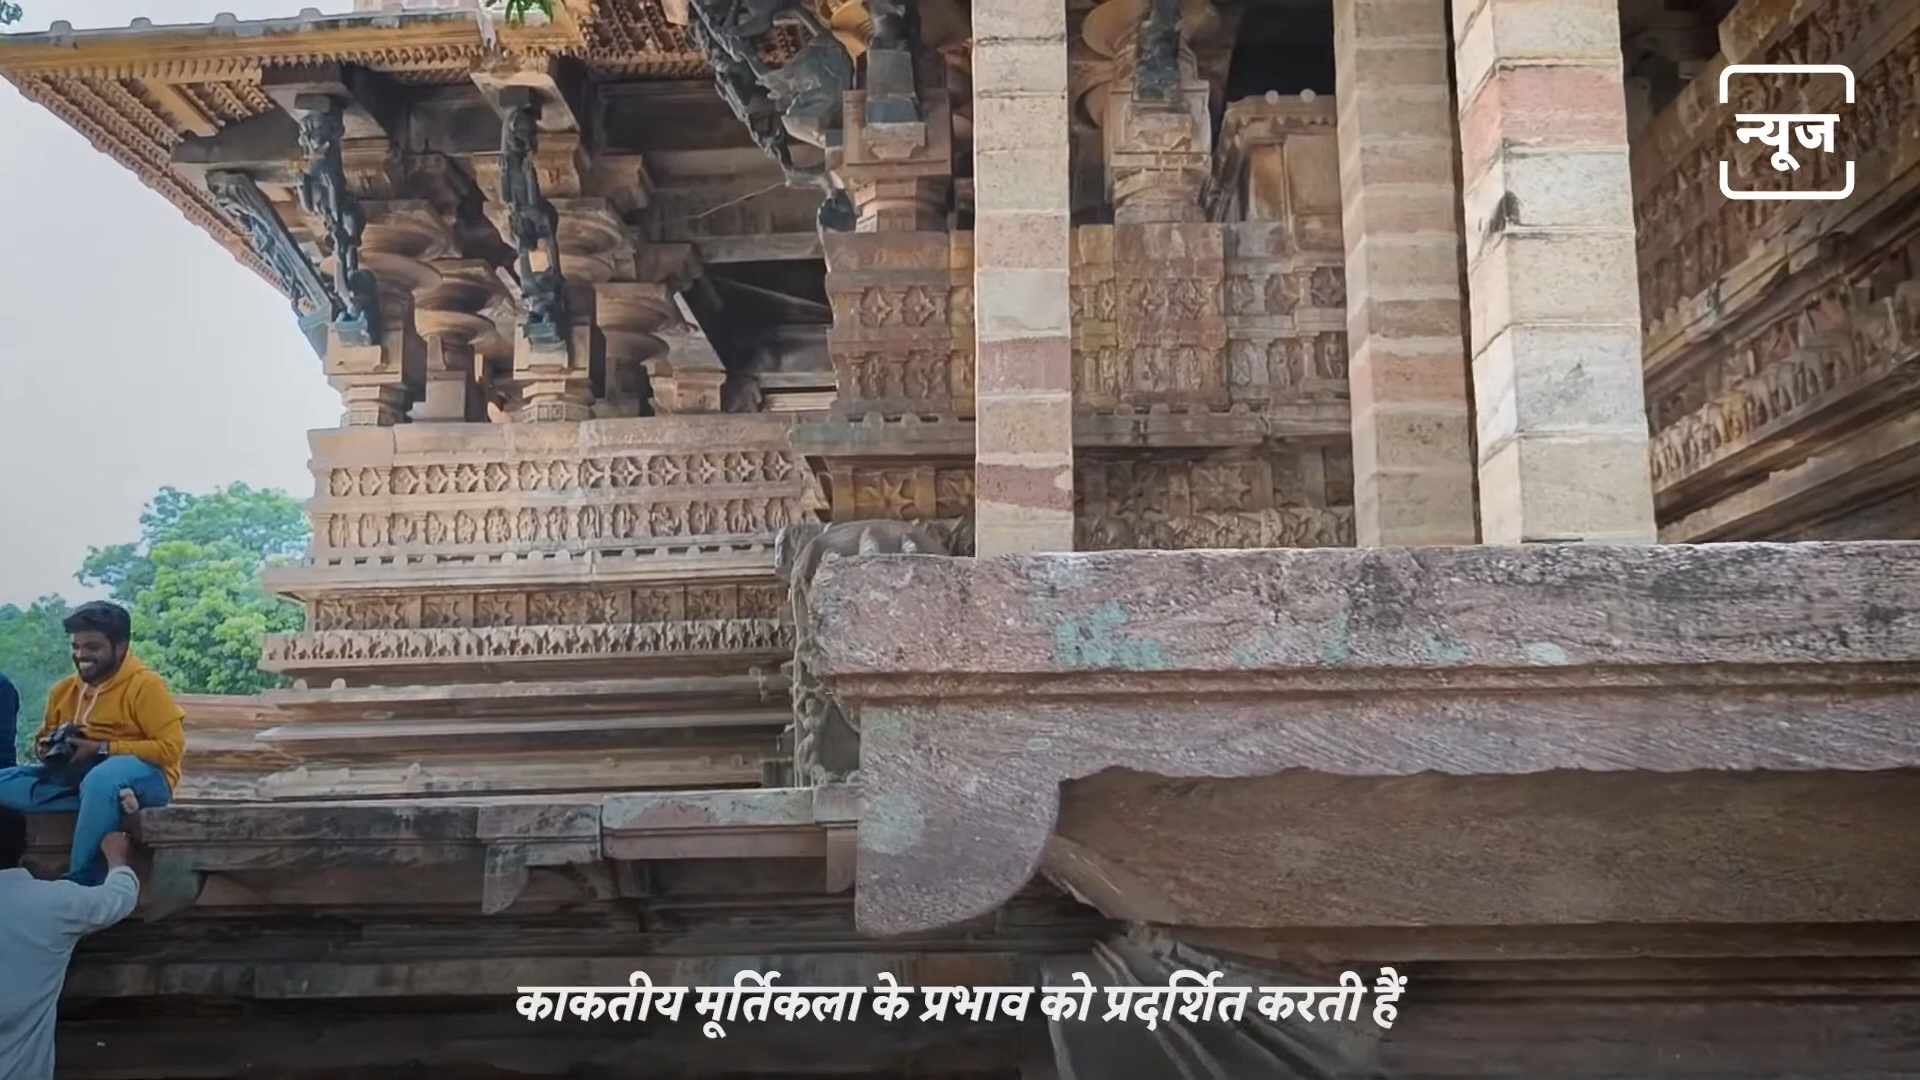 न्यूज
काकतीय मूर्तिकला के प्रभाव को प्रदर्शित करती हैं